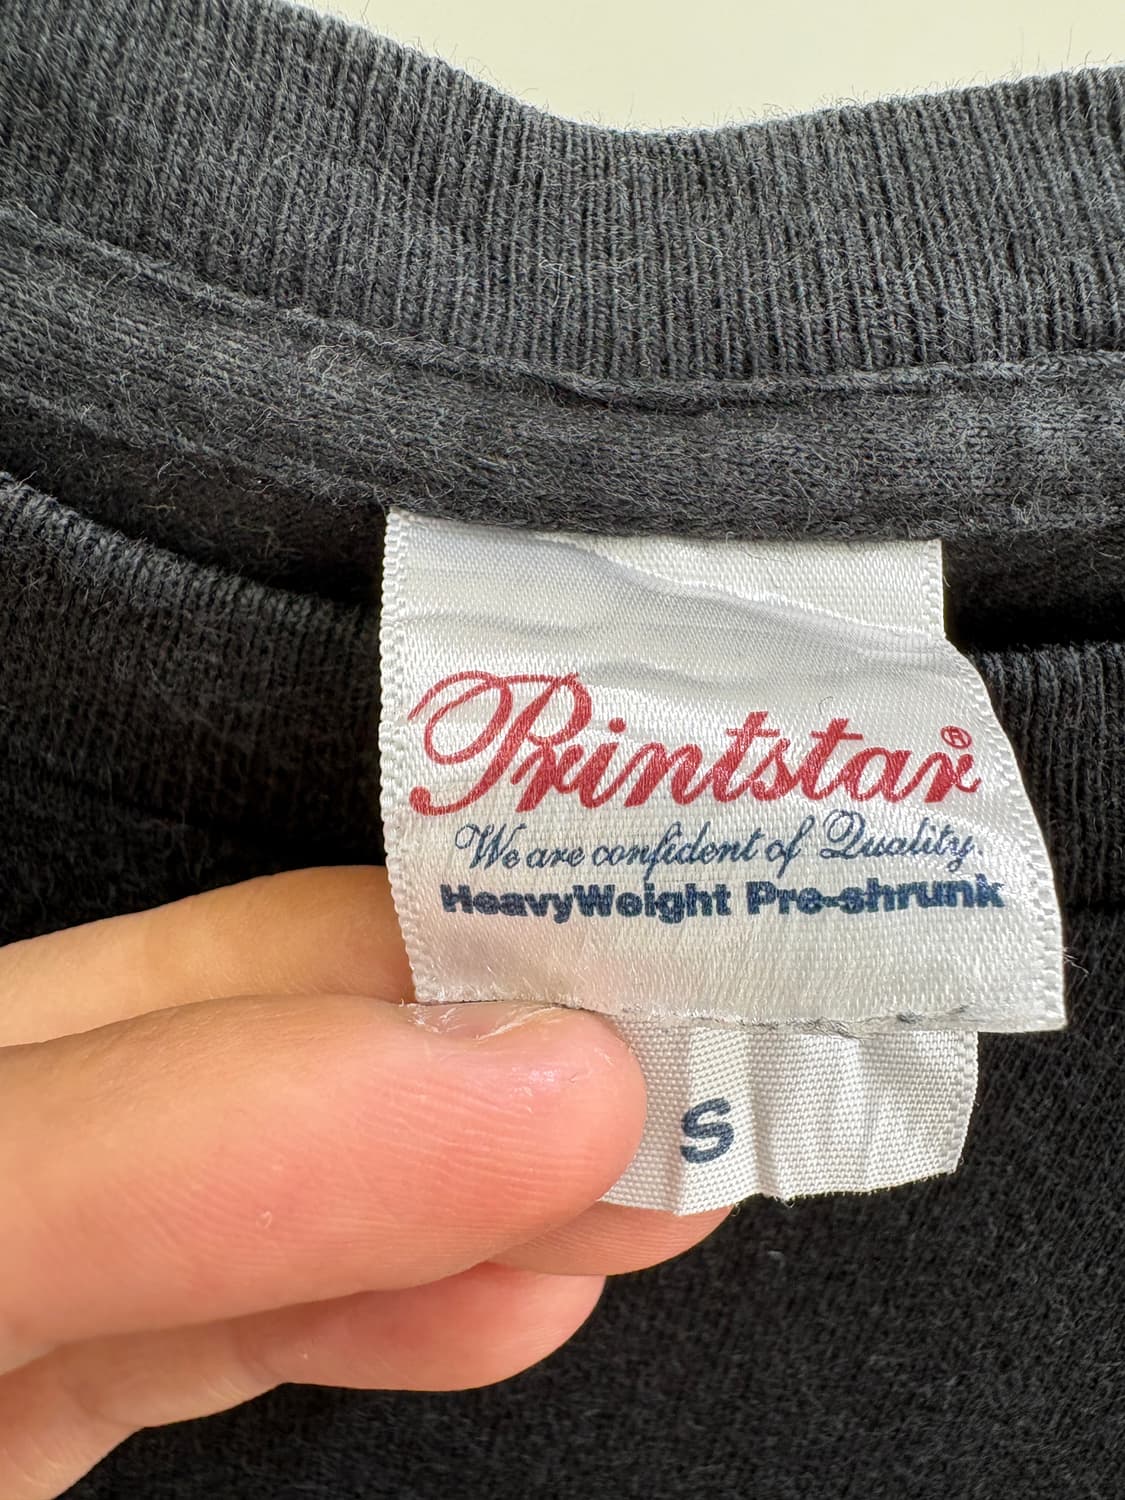 Printstar®
We are confident of Quality.
HeavyWeight Pre-shrunk
S